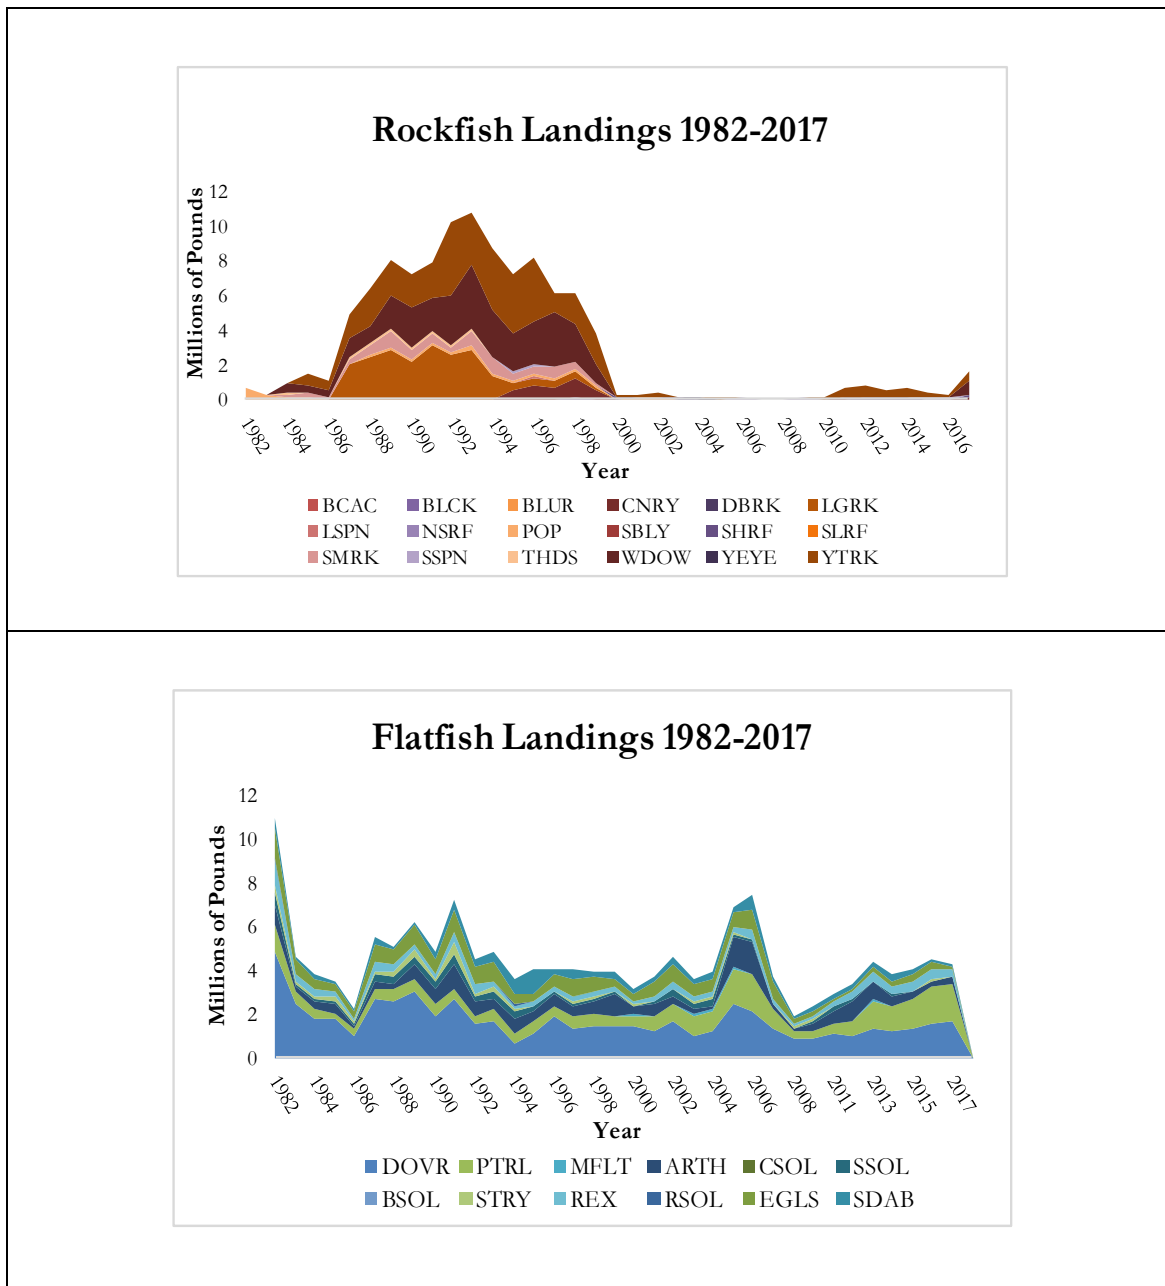 Rockfish Landings 1982-2017
Millions of Pounds
12
10
8
6
4
2
0
1982 1984 1986 1988 1990 1992 1994 1996 1998 2000 2002 2004 2006 2008 2010 2012 2014 2016
Year
BCAC BLCK BLUR CNRY DBRK LGRK
LSPN NSRF POP SBLY SHRF SLRF
SMRK SSPN THDS WDOW YEYE YTRK
Flatfish Landings 1982-2017
Millions of Pounds
12
10
8
6
4
2
0
1982 1984 1986 1988 1990 1992 1994 1996 1998 2000 2002 2004 2006 2008 2011 2013 2015 2017
Year
DOVR PTRL MFLT ARTH CSOL SSOL
BSOL STRY REX RSOL EGLS SDAB